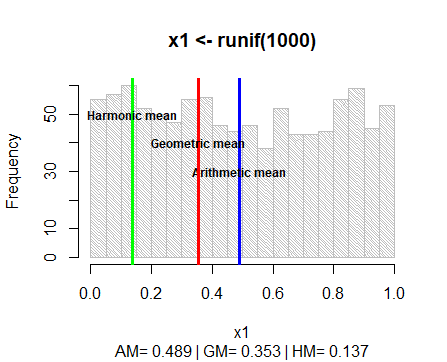 x1 <- runif(1000)
Frequency
50
30
10
0
Harmonic mean
Geometric mean
Arithmetic mean
0.0 0.2 0.4 0.6 0.8 1.0
x1
AM= 0.489 | GM= 0.353 | HM= 0.137